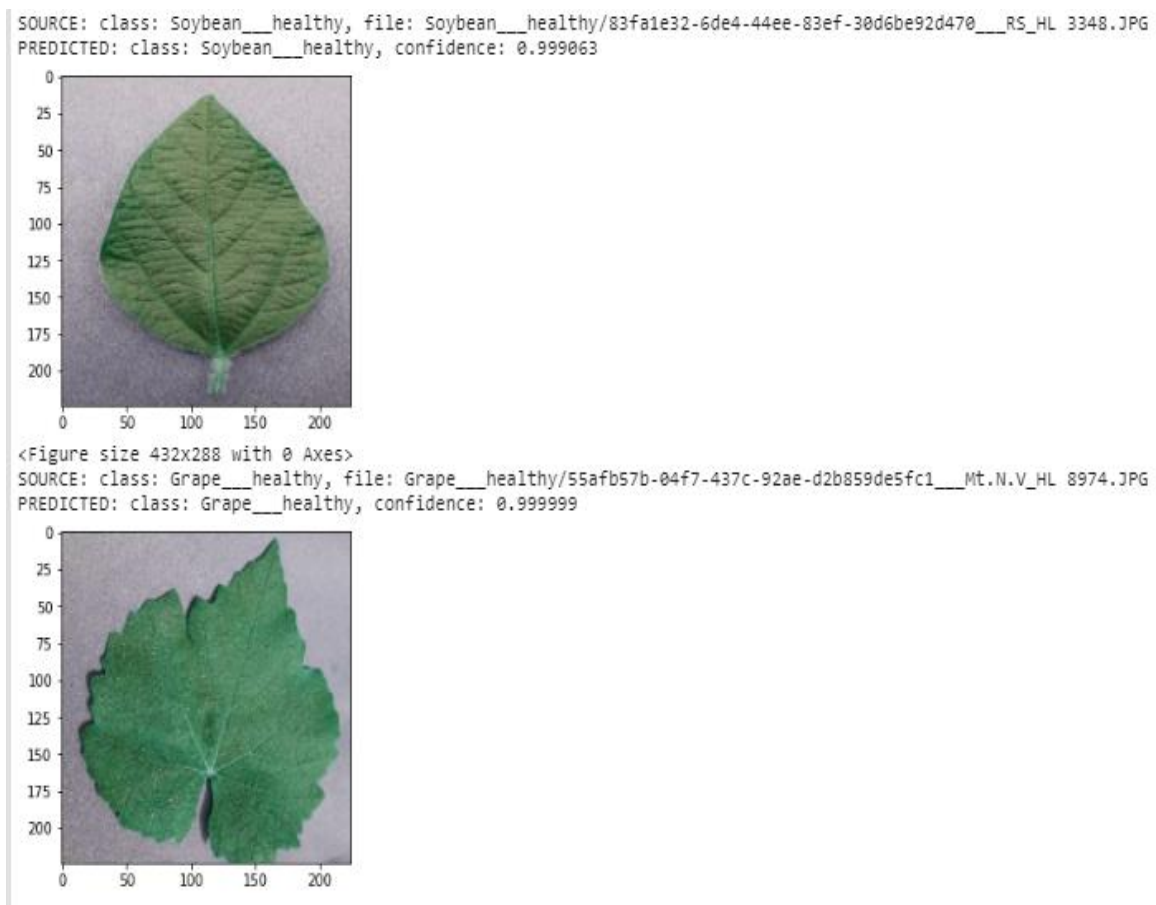 SOURCE: class: Soybean___healthy, file: Soybean___healthy/83fa1e32-6de4-44ee-83ef-30d6be92d470___RS_HL 3348.JPG
PREDICTED: class: Soybean___healthy, confidence: 0.999063
0
25
50
75
100
125
150
175
200
0 50 100 150 200
<Figure size 432x288 with 0 Axes>
SOURCE: class: Grape___healthy, file: Grape___healthy/55afb57b-04f7-437c-92ae-d2b859de5fc1___Mt.N.V_HL 8974.JPG
PREDICTED: class: Grape___healthy, confidence: 0.999999
0
25
50
75
100
125
150
175
200
0 50 100 150 200